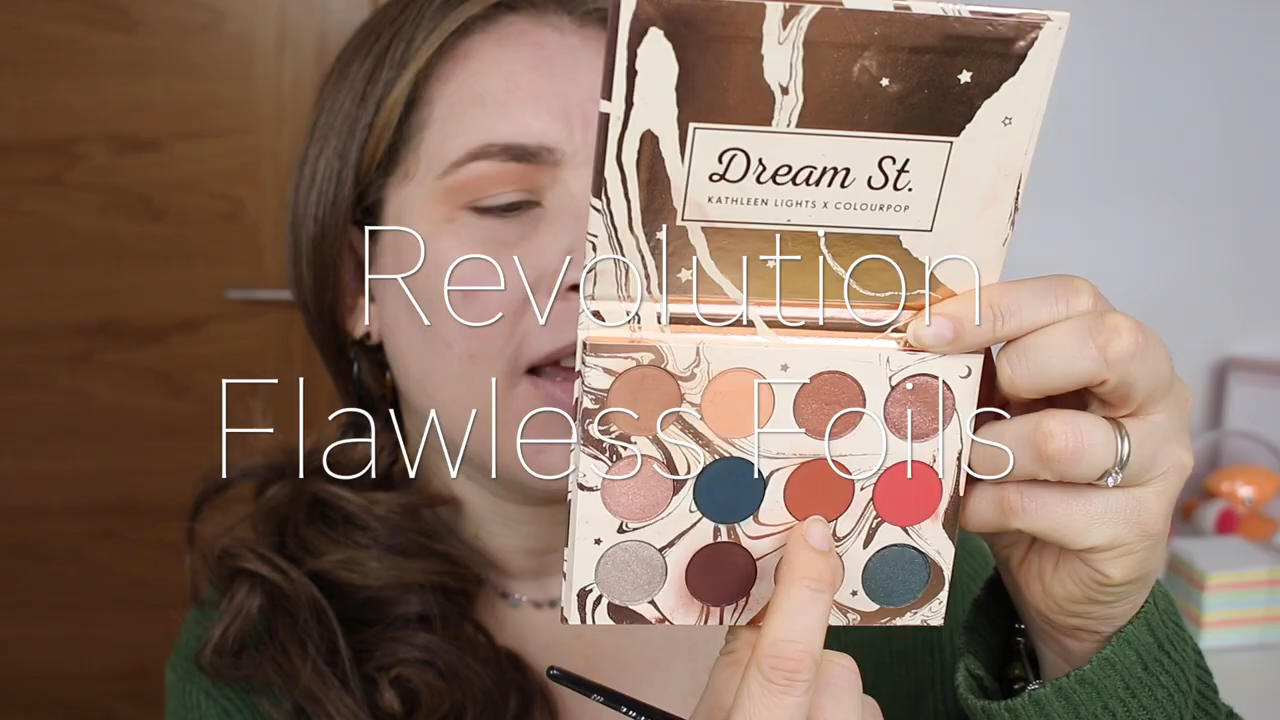 Dream St.
KATHLEEN LIGHTS X COLOURPOP
Revolution
Flawless Foils